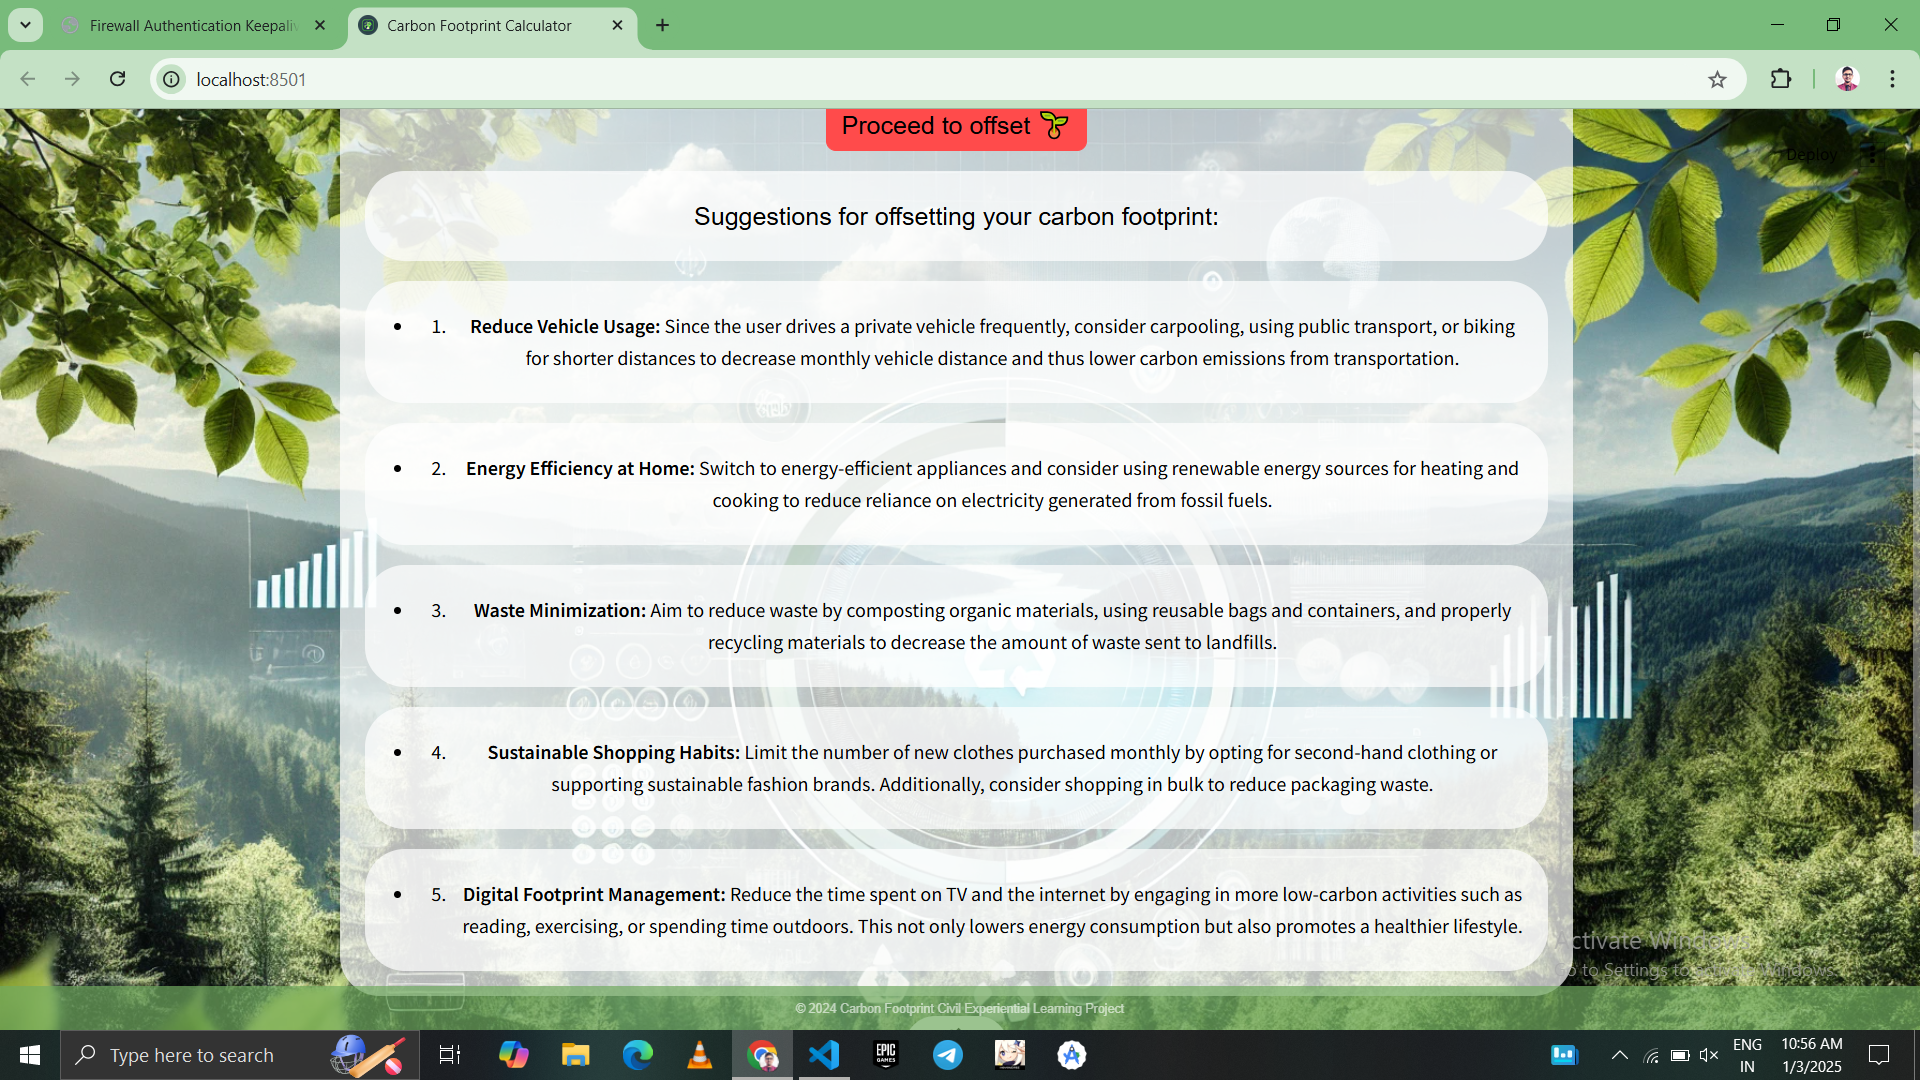 Firewall Authentication Keepaliv
Carbon Footprint Calculator
localhost:8501
Proceed to offset
Deploy
Suggestions for offsetting your carbon footprint:
1. Reduce Vehicle Usage: Since the user drives a private vehicle frequently, consider carpooling, using public transport, or biking
for shorter distances to decrease monthly vehicle distance and thus lower carbon emissions from transportation.
2. Energy Efficiency at Home: Switch to energy-efficient appliances and consider using renewable energy sources for heating and
cooking to reduce reliance on electricity generated from fossil fuels.
3. Waste Minimization: Aim to reduce waste by composting organic materials, using reusable bags and containers, and properly
recycling materials to decrease the amount of waste sent to landfills.
4. Sustainable Shopping Habits: Limit the number of new clothes purchased monthly by opting for second-hand clothing or
supporting sustainable fashion brands. Additionally, consider shopping in bulk to reduce packaging waste.
5. Digital Footprint Management: Reduce the time spent on TV and the internet by engaging in more low-carbon activities such as
reading, exercising, or spending time outdoors. This not only lowers energy consumption but also promotes a healthier lifestyle.
Activate Windows
Go to Settings to activate Windows.
© 2024 Carbon Footprint Civil Experiential Learning Project
Type here to search
EPIC
GAMES
ENG
IN
10:56 AM
1/3/2025